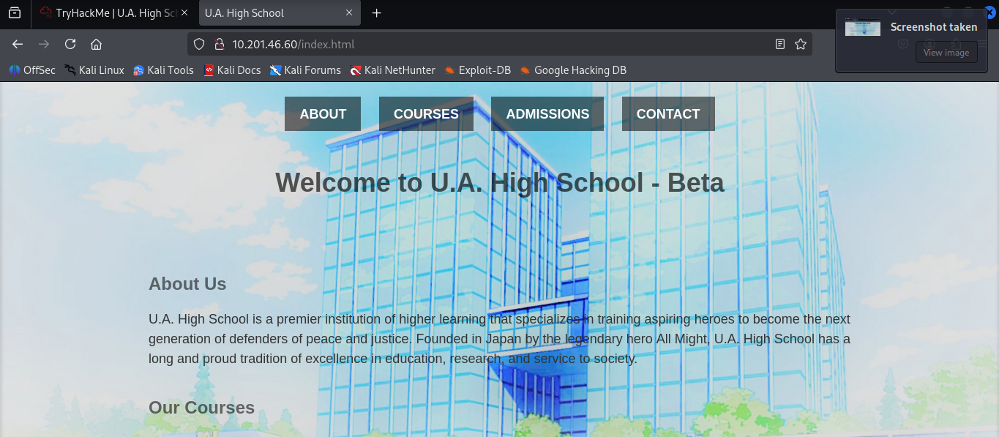 TryHackMe | U.A. High Sc
U.A. High School
Screenshot taken
View image
10.201.46.60/index.html
OffSec
Kali Linux
Kali Tools
Kali Docs
Kali Forums
Kali NetHunter
Exploit-DB
Google Hacking DB
ABOUT
COURSES
ADMISSIONS
CONTACT
Welcome to U.A. High School - Beta
About Us
U.A. High School is a premier institution of higher learning that specializes in training aspiring heroes to become the next
generation of defenders of peace and justice. Founded in Japan by the legendary hero All Might, U.A. High School has a
long and proud tradition of excellence in education, research, and service to society.
Our Courses